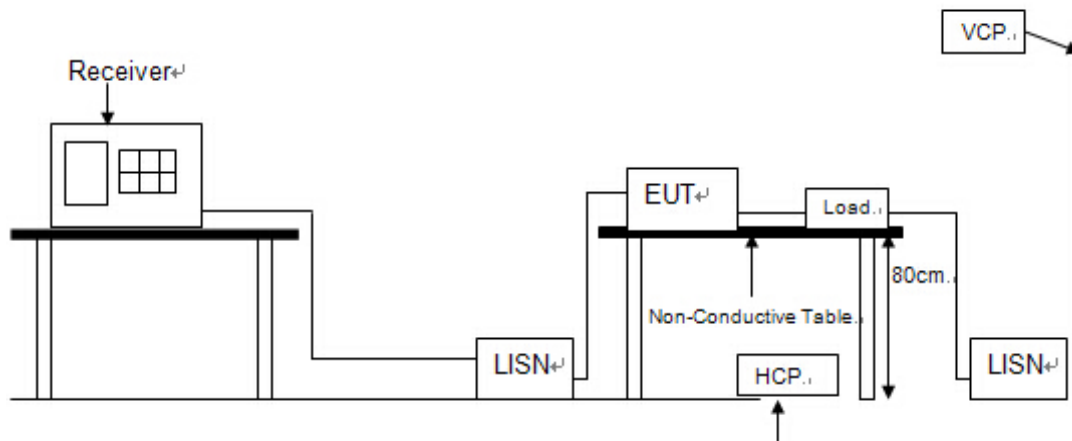 VCP.
Receiver
EUT
Load.
80cm.
Non-Conductive Table.
LISN
HCP.
LISN